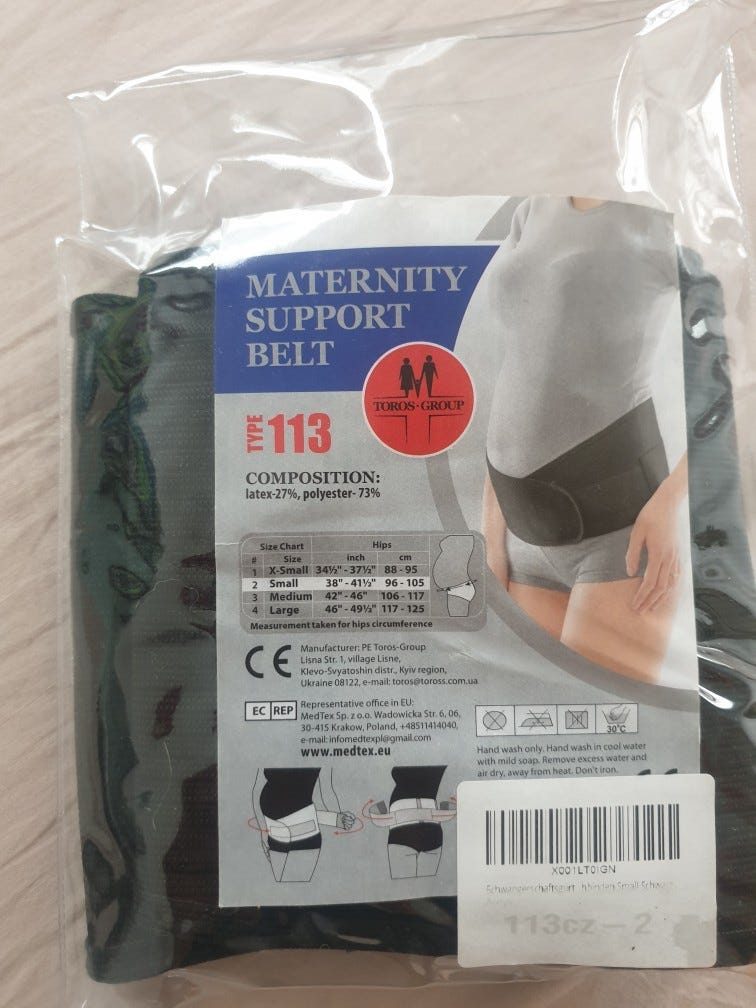 MATERNITY
SUPPORT
BELT
TOROS-GROUP
TYPE 113
COMPOSITION:
latex-27%, polyester- 73%
Size Chart Hips
# Size inch cm
1 X-Small 34½" - 37½" 88 - 95
2 Small 38" - 41½" 96 - 105
3 Medium 42" - 46" 106 - 117
4 Large 46" - 49½" 117 - 125
Measurement taken for hips circumference
CE
Manufacturer: PE Toros-Group
Lisna Str. 1, village Lisne,
Klevo-Svyatoshin distr., Kyiv region,
Ukraine 08122, e-mail: toros@toross.com.ua
EC REP
Representative office in EU:
MedTex Sp. z o.o. Wadowicka Str. 6, 06,
30-415 Krakow, Poland, +48511414040,
e-mail: infomedtexpl@gmail.com
www.medtex.eu
30°C
Hand wash only. Hand wash in cool water
with mild soap. Remove excess water and
air dry, away from heat. Don't iron.
X001LT0IGN
Schwangerschaftsgurt Small
113cz - 2